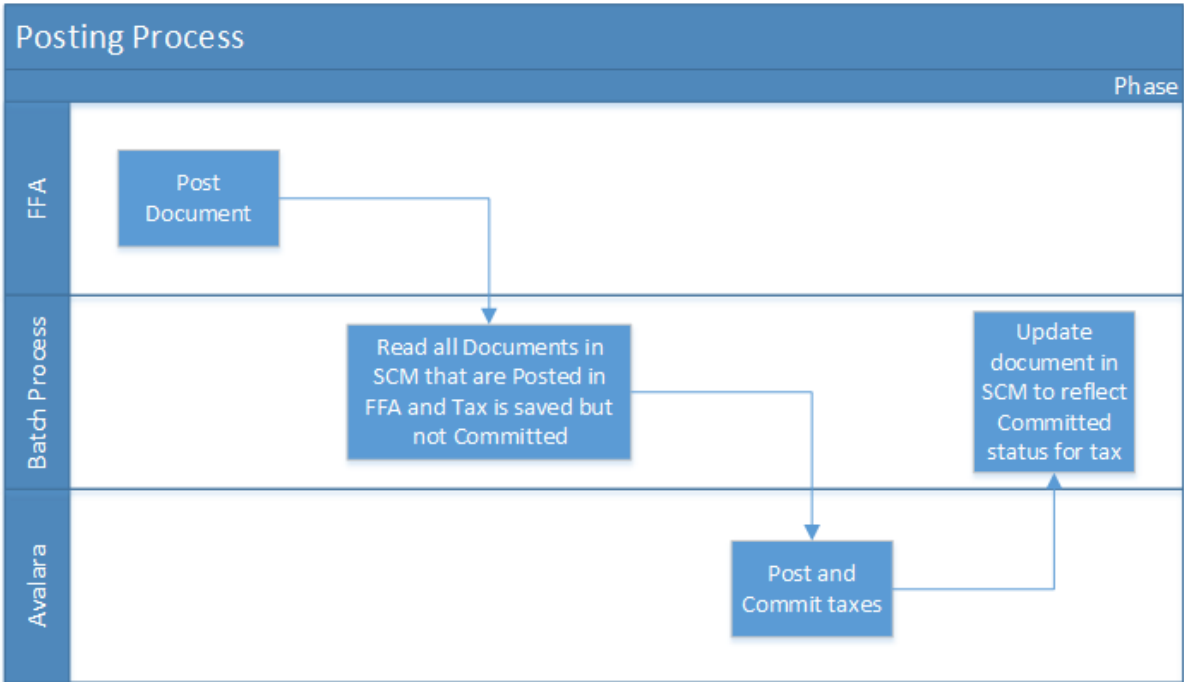 Posting Process
Phase
FFA
Post
Document
Batch Process
Read all Documents in
SCM that are Posted in
FFA and Tax is saved but
not Committed
Update
document in
SCM to reflect
Committed
status for tax
Avalara
Post and
Commit taxes